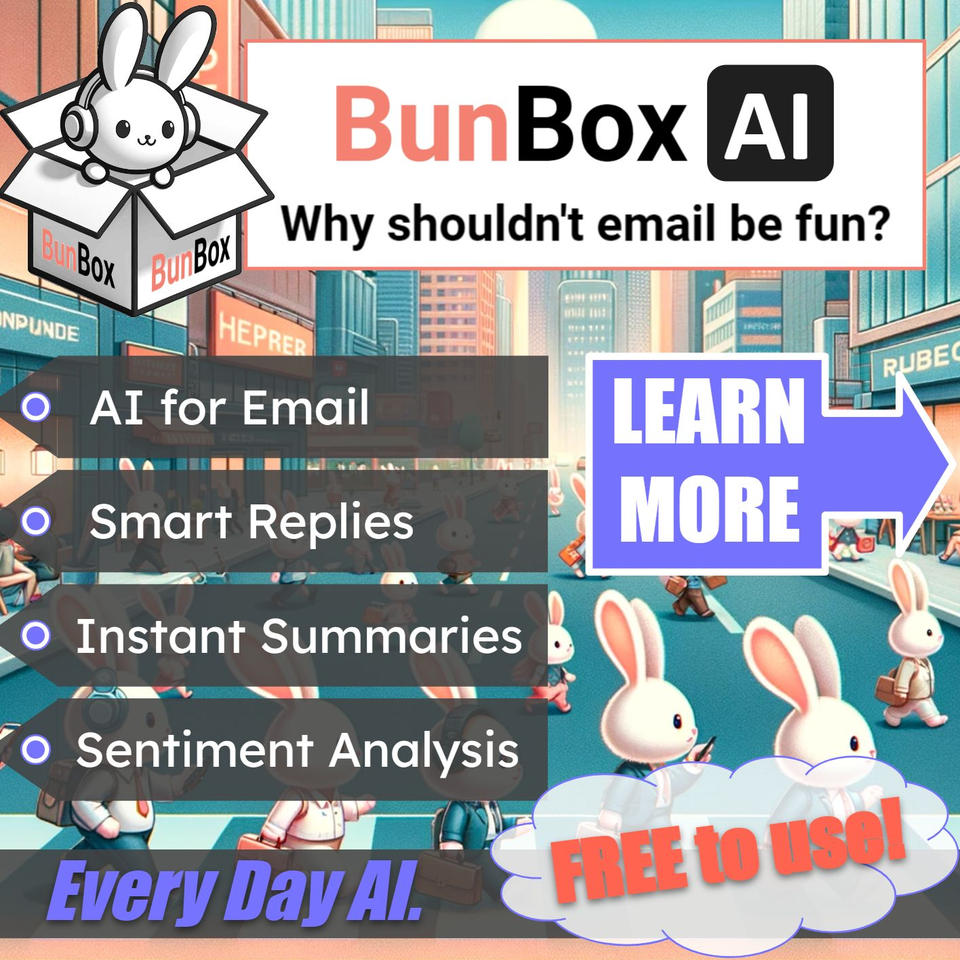 BunBox AI
Why shouldn't email be fun?
BunBox BunBox
NPUNDE
HEPRER
RUBEC
AI for Email
Smart Replies
Instant Summaries
Sentiment Analysis
LEARN
MORE
FREE to use!
Every Day AI.